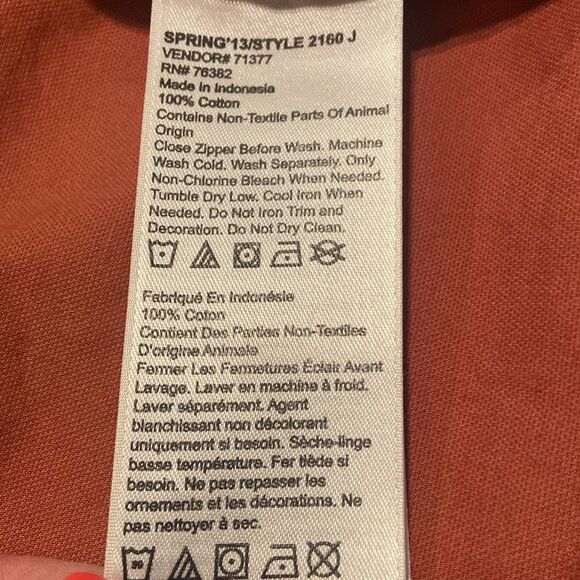 SPRING'13/STYLE 2160 J
VENDOR# 71377
RN# 76382
Made In Indonesia
100% Cotton
Contains Non-Textile Parts Of Animal
Origin
Close Zipper Before Wash. Machine
Wash Cold. Wash Separately. Only
Non-Chlorine Bleach When Needed.
Tumble Dry Low. Cool Iron When
Needed. Do Not Iron Trim and
Decoration. Do Not Dry Clean.
Fabriqué En Indonésie
100% Coton
Contient Des Parties Non-Textiles
D'origine Animale
Fermer Les Fermetures Éclair Avant
Lavage. Laver en machine à froid.
Laver séparément. Agent
blanchissant non décolorant
uniquement si besoin. Sèche-linge
basse température. Fer tiède si
besoin. Ne pas repasser les
ornements et les décorations. Ne
pas nettoyer à sec.
30